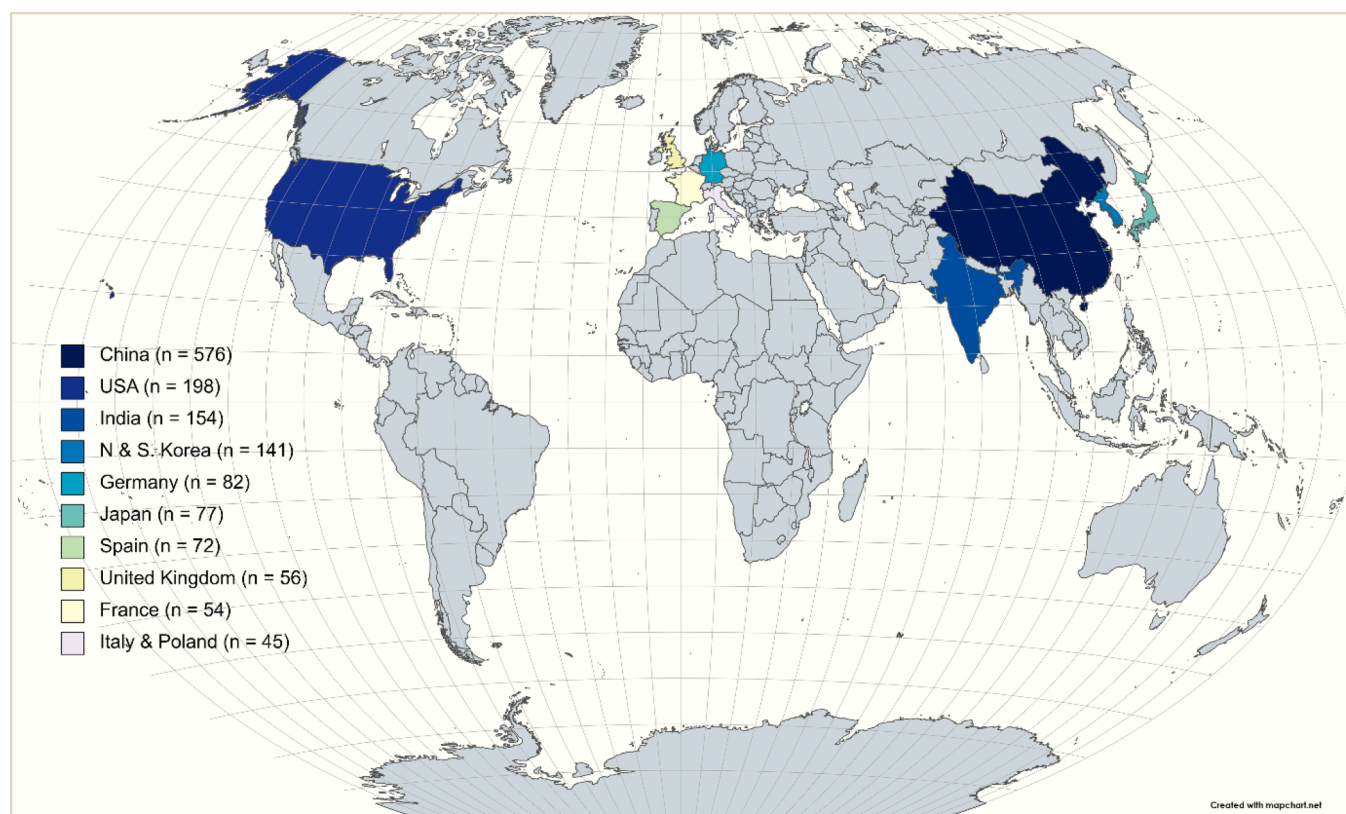 China (n = 576)
USA (n = 198)
India (n = 154)
N & S. Korea (n = 141)
Germany (n = 82)
Japan (n = 77)
Spain (n = 72)
United Kingdom (n = 56)
France (n = 54)
Italy & Poland (n = 45)
Created with mapchart.net